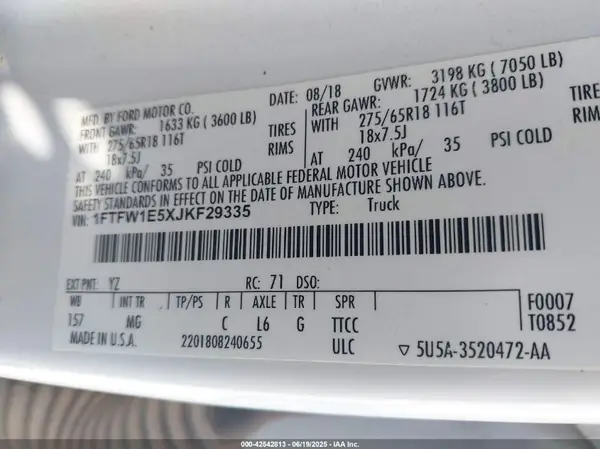 MFD. BY FORD MOTOR CO.
DATE: 08/18
GVWR: 3198 KG ( 7050 LB)
FRONT GAWR: 1633 KG ( 3600 LB)
REAR GAWR: 1724 KG ( 3800 LB)
WITH 275/65R18 116T TIRES
WITH 275/65R18 116T TIRES
18x7.5J RIMS
18x7.5J RIMS
AT 240 kPa/ 35 PSI COLD
AT 240 kPa/ 35 PSI COLD
THIS VEHICLE CONFORMS TO ALL APPLICABLE FEDERAL MOTOR VEHICLE
SAFETY STANDARDS IN EFFECT ON THE DATE OF MANUFACTURE SHOWN ABOVE.
VIN: 1FTFW1E5XJKF29335
TYPE: Truck
EXT PNT: YZ RC: 71 DSO:
WB INT TR TP/PS R AXLE TR SPR
157 MG C L6 G TTCC
F0007
T0852
MADE IN U.S.A. 2201808240655 ULC
▽ 5U5A-3520472-AA
000-42542813 - 06/19/2025 - IAA Inc.